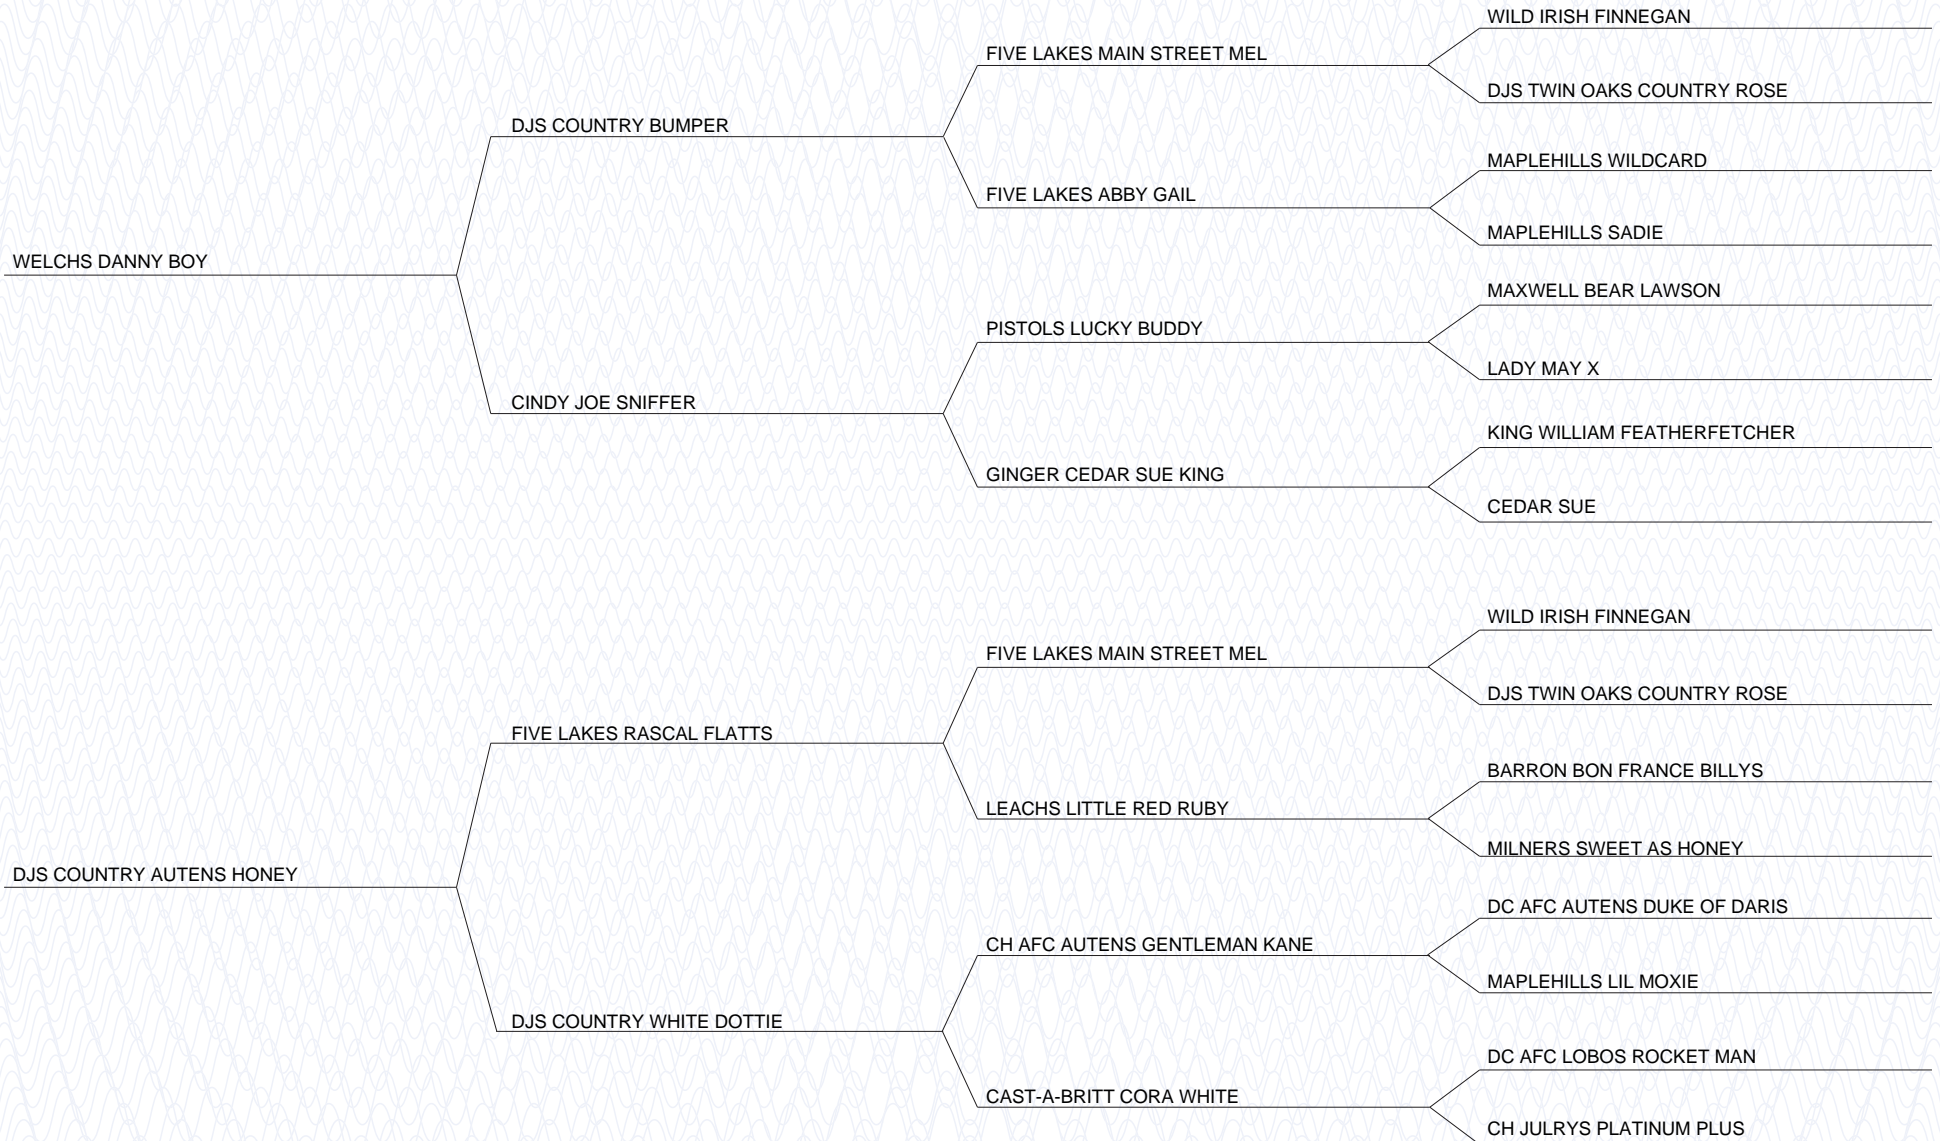 WILD IRISH FINNEGAN
FIVE LAKES MAIN STREET MEL
DJS TWIN OAKS COUNTRY ROSE
DJS COUNTRY BUMPER
MAPLEHILLS WILDCARD
FIVE LAKES ABBY GAIL
MAPLEHILLS SADIE
WELCHS DANNY BOY
MAXWELL BEAR LAWSON
PISTOLS LUCKY BUDDY
LADY MAY X
CINDY JOE SNIFFER
KING WILLIAM FEATHERFETCHER
GINGER CEDAR SUE KING
CEDAR SUE
WILD IRISH FINNEGAN
FIVE LAKES MAIN STREET MEL
DJS TWIN OAKS COUNTRY ROSE
FIVE LAKES RASCAL FLATTS
BARRON BON FRANCE BILLYS
LEACHS LITTLE RED RUBY
MILNERS SWEET AS HONEY
DJS COUNTRY AUTENS HONEY
DC AFC AUTENS DUKE OF DARIS
CH AFC AUTENS GENTLEMAN KANE
MAPLEHILLS LIL MOXIE
DJS COUNTRY WHITE DOTTIE
DC AFC LOBOS ROCKET MAN
CAST-A-BRITT CORA WHITE
CH JULRYS PLATINUM PLUS